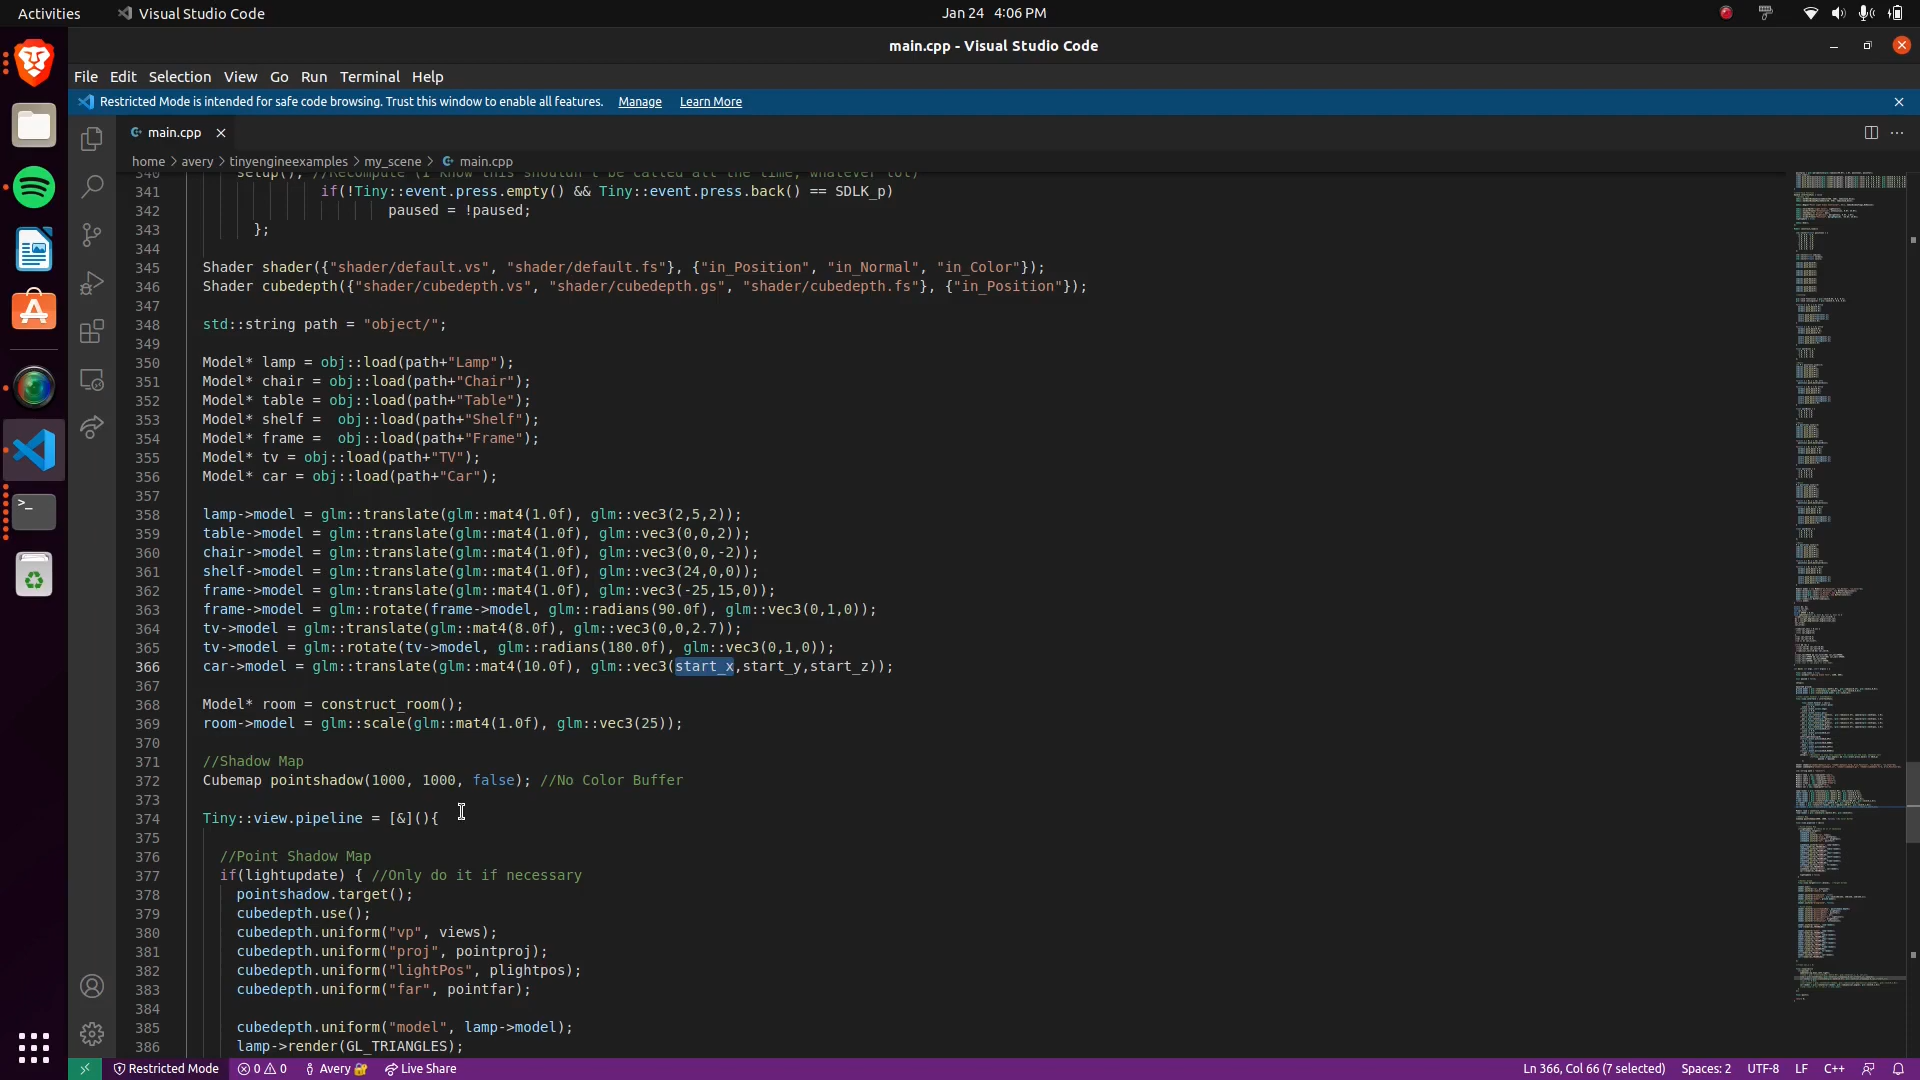 Activities
Visual Studio Code
Jan 24 4:06 PM
main.cpp - Visual Studio Code
File Edit Selection View Go Run Terminal Help
Restricted Mode is intended for safe code browsing. Trust this window to enable all features. Manage Learn More
main.cpp
home > avery > tinyengineexamples > my_scene > main.cpp
340 setup(); //Recompute (I know this shouldn't be called all the time, whatever lol)
341 if(!Tiny::event.press.empty() && Tiny::event.press.back() == SDLK_p)
342 paused = !paused;
343 };
344
345 Shader shader({"shader/default.vs", "shader/default.fs"}, {"in_Position", "in_Normal", "in_Color"});
346 Shader cubedepth({"shader/cubedepth.vs", "shader/cubedepth.gs", "shader/cubedepth.fs"}, {"in_Position"});
347
348 std::string path = "object/";
349
350 Model* lamp = obj::load(path+"Lamp");
351 Model* chair = obj::load(path+"Chair");
352 Model* table = obj::load(path+"Table");
353 Model* shelf =  obj::load(path+"Shelf");
354 Model* frame =  obj::load(path+"Frame");
355 Model* tv = obj::load(path+"TV");
356 Model* car = obj::load(path+"Car");
357
358 lamp->model = glm::translate(glm::mat4(1.0f), glm::vec3(2,5,2));
359 table->model = glm::translate(glm::mat4(1.0f), glm::vec3(0,0,2));
360 chair->model = glm::translate(glm::mat4(1.0f), glm::vec3(0,0,-2));
361 shelf->model = glm::translate(glm::mat4(1.0f), glm::vec3(24,0,0));
362 frame->model = glm::translate(glm::mat4(1.0f), glm::vec3(-25,15,0));
363 frame->model = glm::rotate(frame->model, glm::radians(90.0f), glm::vec3(0,1,0));
364 tv->model = glm::translate(glm::mat4(8.0f), glm::vec3(0,0,2.7));
365 tv->model = glm::rotate(tv->model, glm::radians(180.0f), glm::vec3(0,1,0));
366 car->model = glm::translate(glm::mat4(10.0f), glm::vec3(start_x,start_y,start_z));
367
368 Model* room = construct_room();
369 room->model = glm::scale(glm::mat4(1.0f), glm::vec3(25));
370
371 //Shadow Map
372 Cubemap pointshadow(1000, 1000, false); //No Color Buffer
373
374 Tiny::view.pipeline = [&](){
375
376 //Point Shadow Map
377 if(lightupdate) { //Only do it if necessary
378 pointshadow.target();
379 cubedepth.use();
380 cubedepth.uniform("vp", views);
381 cubedepth.uniform("proj", pointproj);
382 cubedepth.uniform("lightPos", plightpos);
383 cubedepth.uniform("far", pointfar);
384
385 cubedepth.uniform("model", lamp->model);
386 lamp->render(GL_TRIANGLES);
Restricted Mode 0 0 Avery Live Share Ln 366, Col 66 (7 selected) Spaces: 2 UTF-8 LF C++